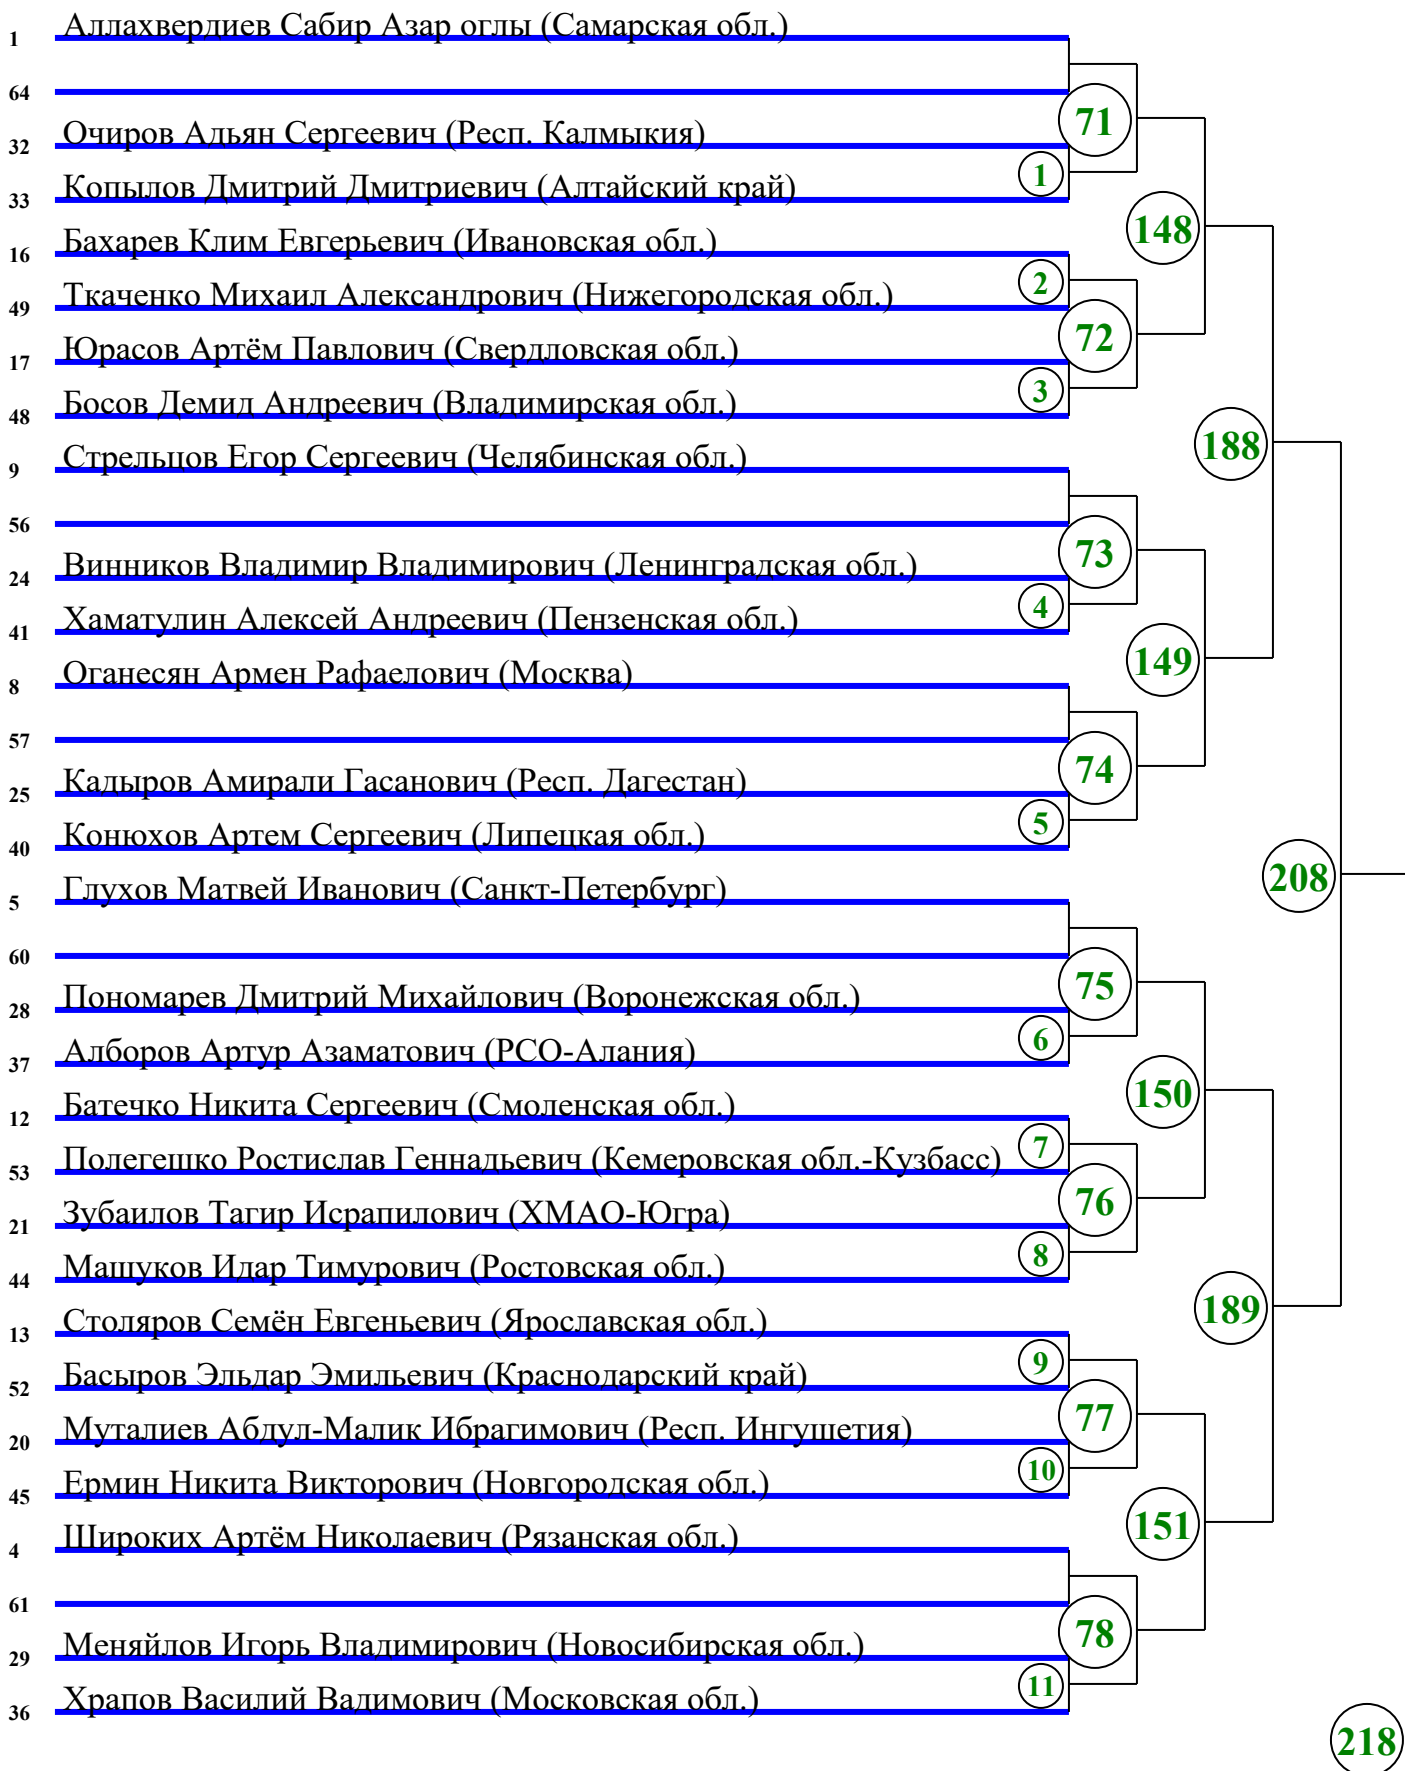 1 Аллахвердиев Сабир Азар оглы (Самарская обл.)
64
71
32 Очиров Адьян Сергеевич (Респ. Калмыкия)
33 Копылов Дмитрий Дмитриевич (Алтайский край)
1
148
16 Бахарев Клим Евгерьевич (Ивановская обл.)
2
49 Ткаченко Михаил Александрович (Нижегородская обл.)
72
17 Юрасов Артём Павлович (Свердловская обл.)
3
48 Босов Демид Андреевич (Владимирская обл.)
188
9 Стрельцов Егор Сергеевич (Челябинская обл.)
56
73
24 Винников Владимир Владимирович (Ленинградская обл.)
4
41 Хаматулин Алексей Андреевич (Пензенская обл.)
149
8 Оганесян Армен Рафаелович (Москва)
57
74
25 Кадыров Амирали Гасанович (Респ. Дагестан)
5
40 Конюхов Артем Сергеевич (Липецкая обл.)
208
5 Глухов Матвей Иванович (Санкт-Петербург)
60
75
28 Пономарев Дмитрий Михайлович (Воронежская обл.)
6
37 Алборов Артур Азаматович (РСО-Алания)
150
12 Батечко Никита Сергеевич (Смоленская обл.)
7
53 Полегешко Ростислав Геннадьевич (Кемеровская обл.-Кузбасс)
76
21 Зубаилов Тагир Исрапилович (ХМАО-Югра)
8
44 Машуков Идар Тимурович (Ростовская обл.)
189
13 Столяров Семён Евгеньевич (Ярославская обл.)
9
52 Басыров Эльдар Эмильевич (Краснодарский край)
77
20 Муталиев Абдул-Малик Ибрагимович (Респ. Ингушетия)
10
45 Ермин Никита Викторович (Новгородская обл.)
151
4 Широких Артём Николаевич (Рязанская обл.)
61
78
29 Меняйлов Игорь Владимирович (Новосибирская обл.)
11
36 Храпов Василий Вадимович (Московская обл.)
218